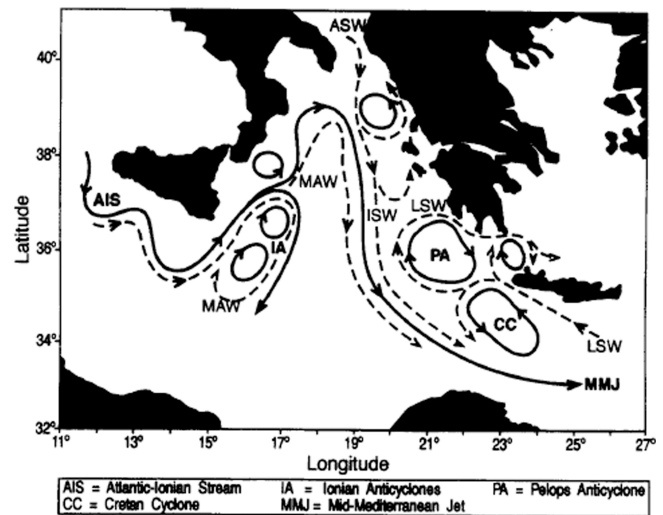 ASW
40°
38°
MAW
AIS
LSW
ISW
Latitude
36°
IA
PA
MAW
CC
LSW
34°
MMJ
32°
11° 13° 15° 17° 19° 21° 23° 25° 27°
Longitude
AIS = Atlantic-Ionian Stream IA = Ionian Anticyclones PA = Pelops Anticyclone
CC = Cretan Cyclone MMJ = Mid-Mediterranean Jet